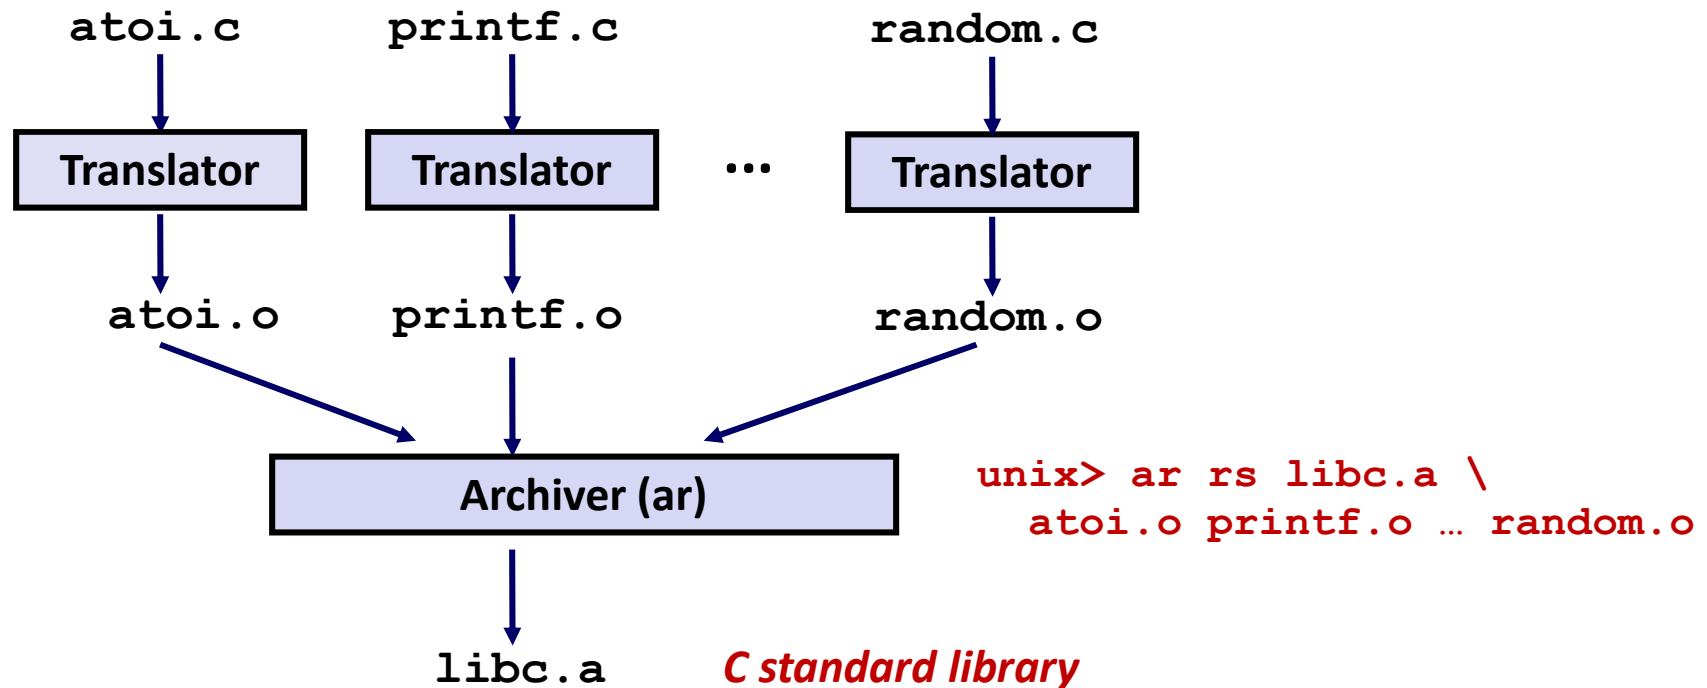 atoi.c printf.c random.c
Translator Translator ... Translator
atoi.o printf.o random.o
Archiver (ar)
unix> ar rs libc.a \
atoi.o printf.o … random.o
libc.a C standard library